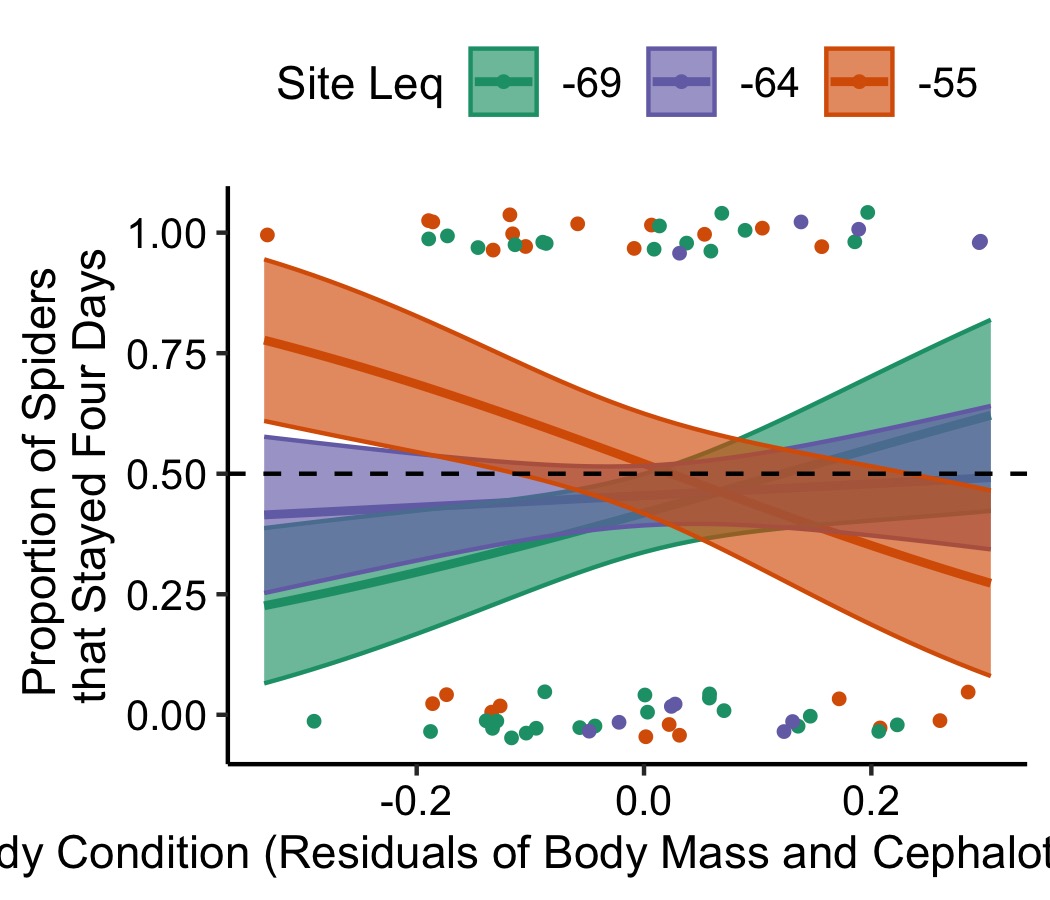 Site Leq -69 -64 -55
Proportion of Spiders
that Stayed Four Days
1.00
0.75
0.50
0.25
0.00
-0.2 0.0 0.2
dy Condition (Residuals of Body Mass and Cephalot